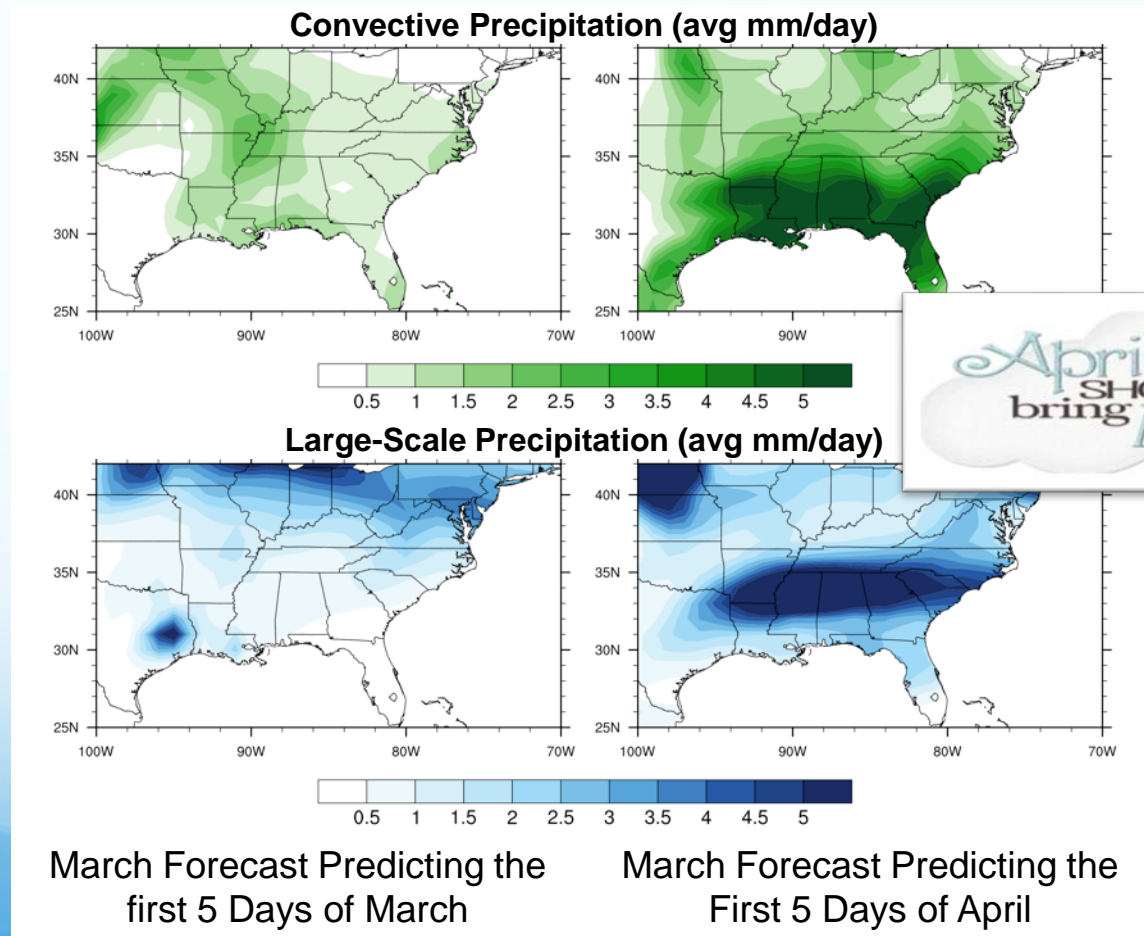 Convective Precipitation (avg mm/day)
40N
35N
30N
25N
100W 90W 80W 70W
40N
35N
30N
25N
100W 90W 80W
0.5 1 1.5 2 2.5 3 3.5 4 4.5 5
bring
Large-Scale Precipitation (avg mm/day)
40N
35N
30N
25N
100W 90W 80W 70W
40N
35N
30N
25N
100W 90W 80W 70W
0.5 1 1.5 2 2.5 3 3.5 4 4.5 5
March Forecast Predicting the
first 5 Days of March
March Forecast Predicting the
First 5 Days of April